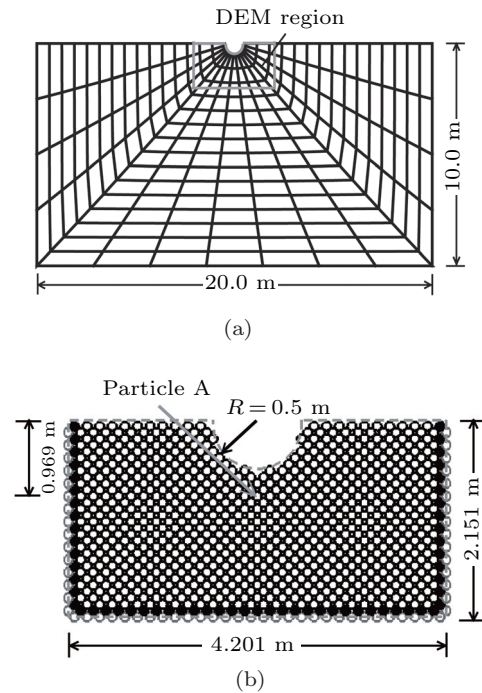 DEM region
10.0 m
20.0 m
(a)
Particle A
R = 0.5 m
0.969 m
2.151 m
4.201 m
(b)